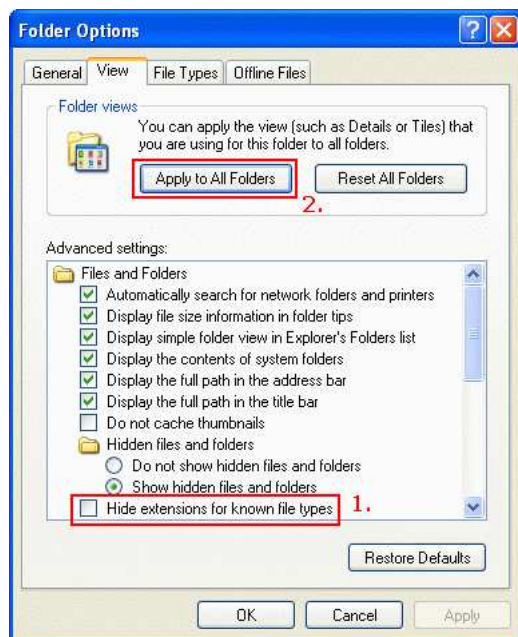 Folder Options
General View File Types Offline Files
Folder views
You can apply the view (such as Details or Tiles) that
you are using for this folder to all folders.
Apply to All Folders Reset All Folders
2.
Advanced settings:
Files and Folders
Automatically search for network folders and printers
Display file size information in folder tips
Display simple folder view in Explorer's Folders list
Display the contents of system folders
Display the full path in the address bar
Display the full path in the title bar
Do not cache thumbnails
Hidden files and folders
Do not show hidden files and folders
Show hidden files and folders
Hide extensions for known file types 1.
Restore Defaults
OK Cancel Apply